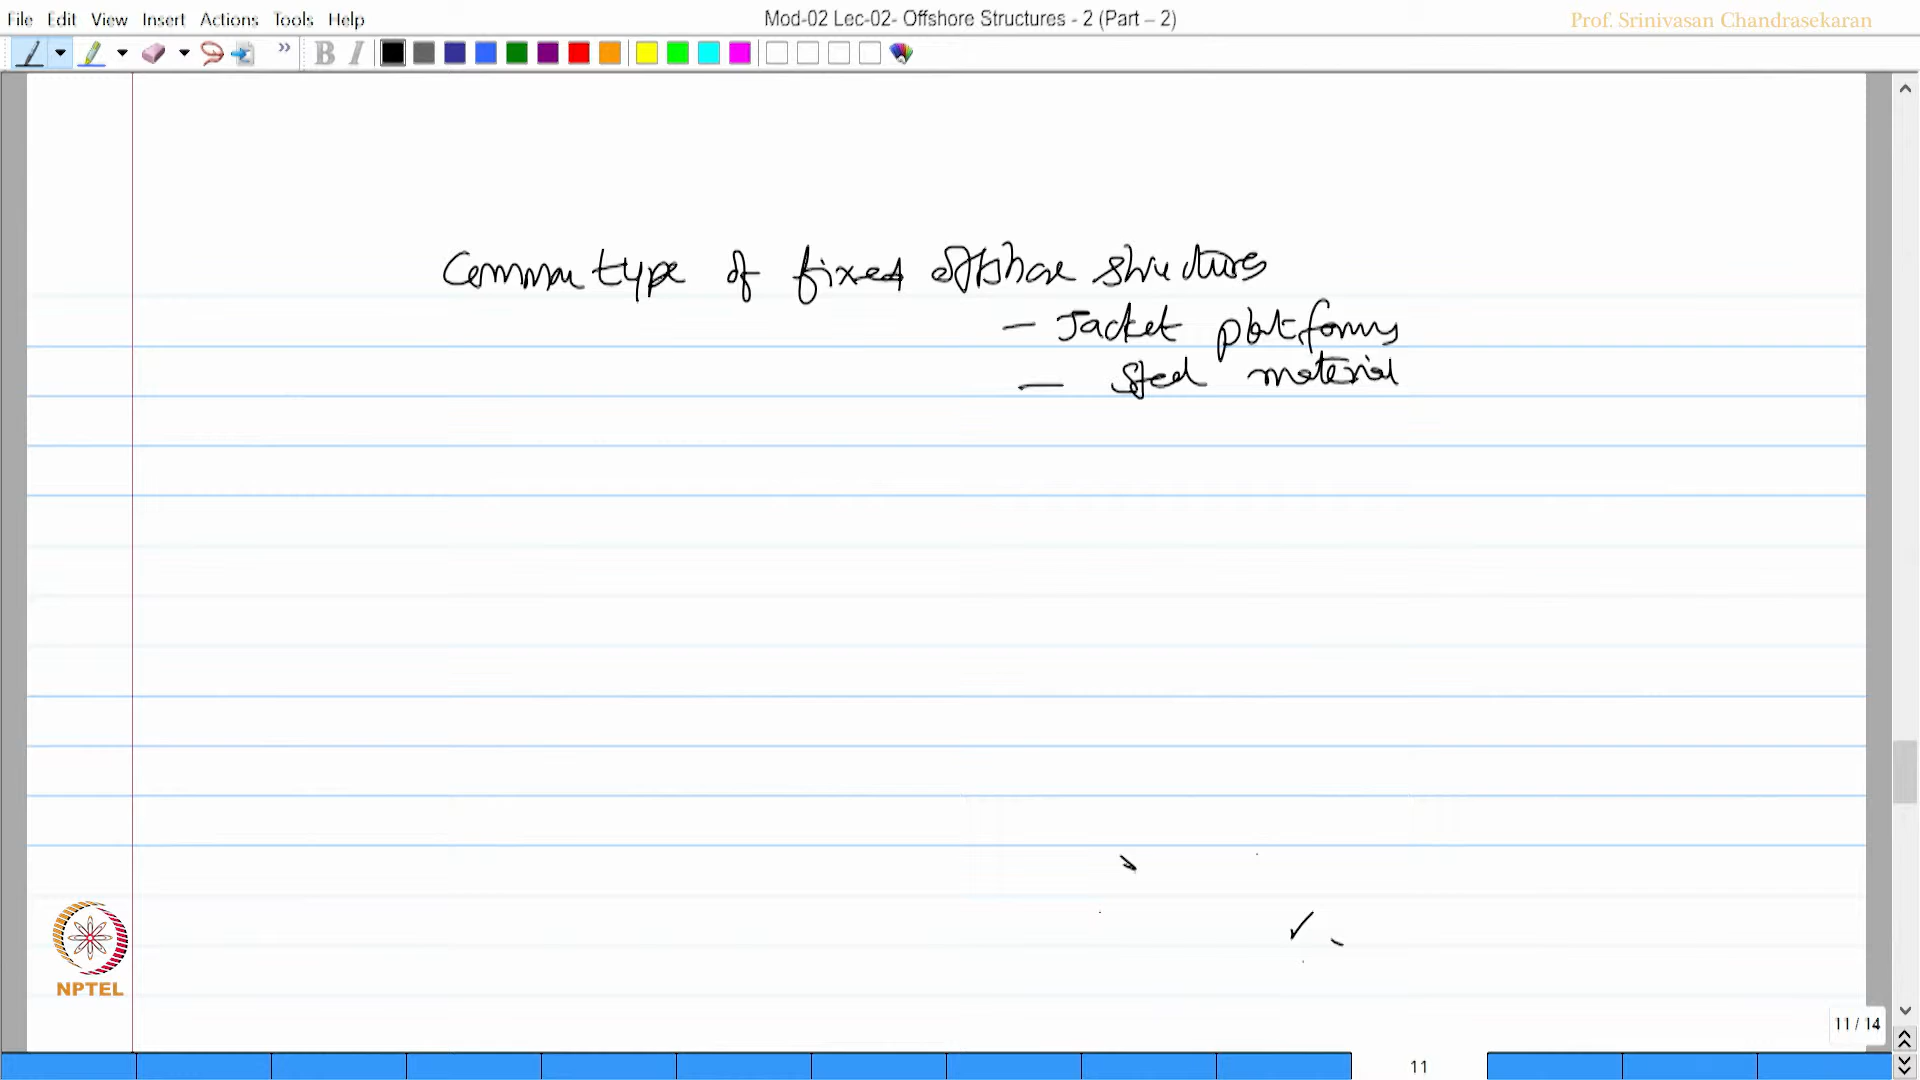 File Edit View Insert Actions Tools Help
Mod-02 Lec-02- Offshore Structures - 2 (Part – 2)
Prof. Srinivasan Chandrasekaran
» B I
Common type of fixed offshore structures
- Jacket platforms
- Steel material
NPTEL
11 / 14
11